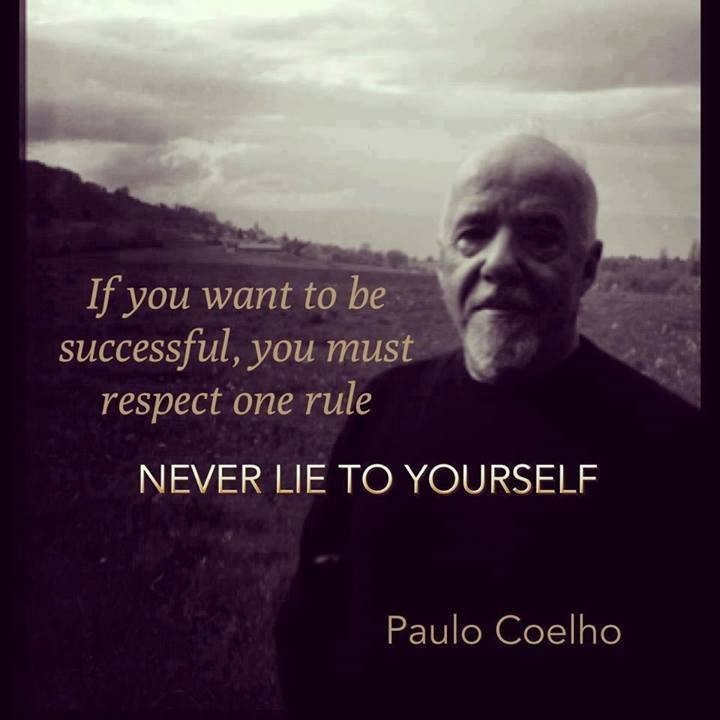 If you want to be
successful, you must
respect one rule
NEVER LIE TO YOURSELF
Paulo Coelho